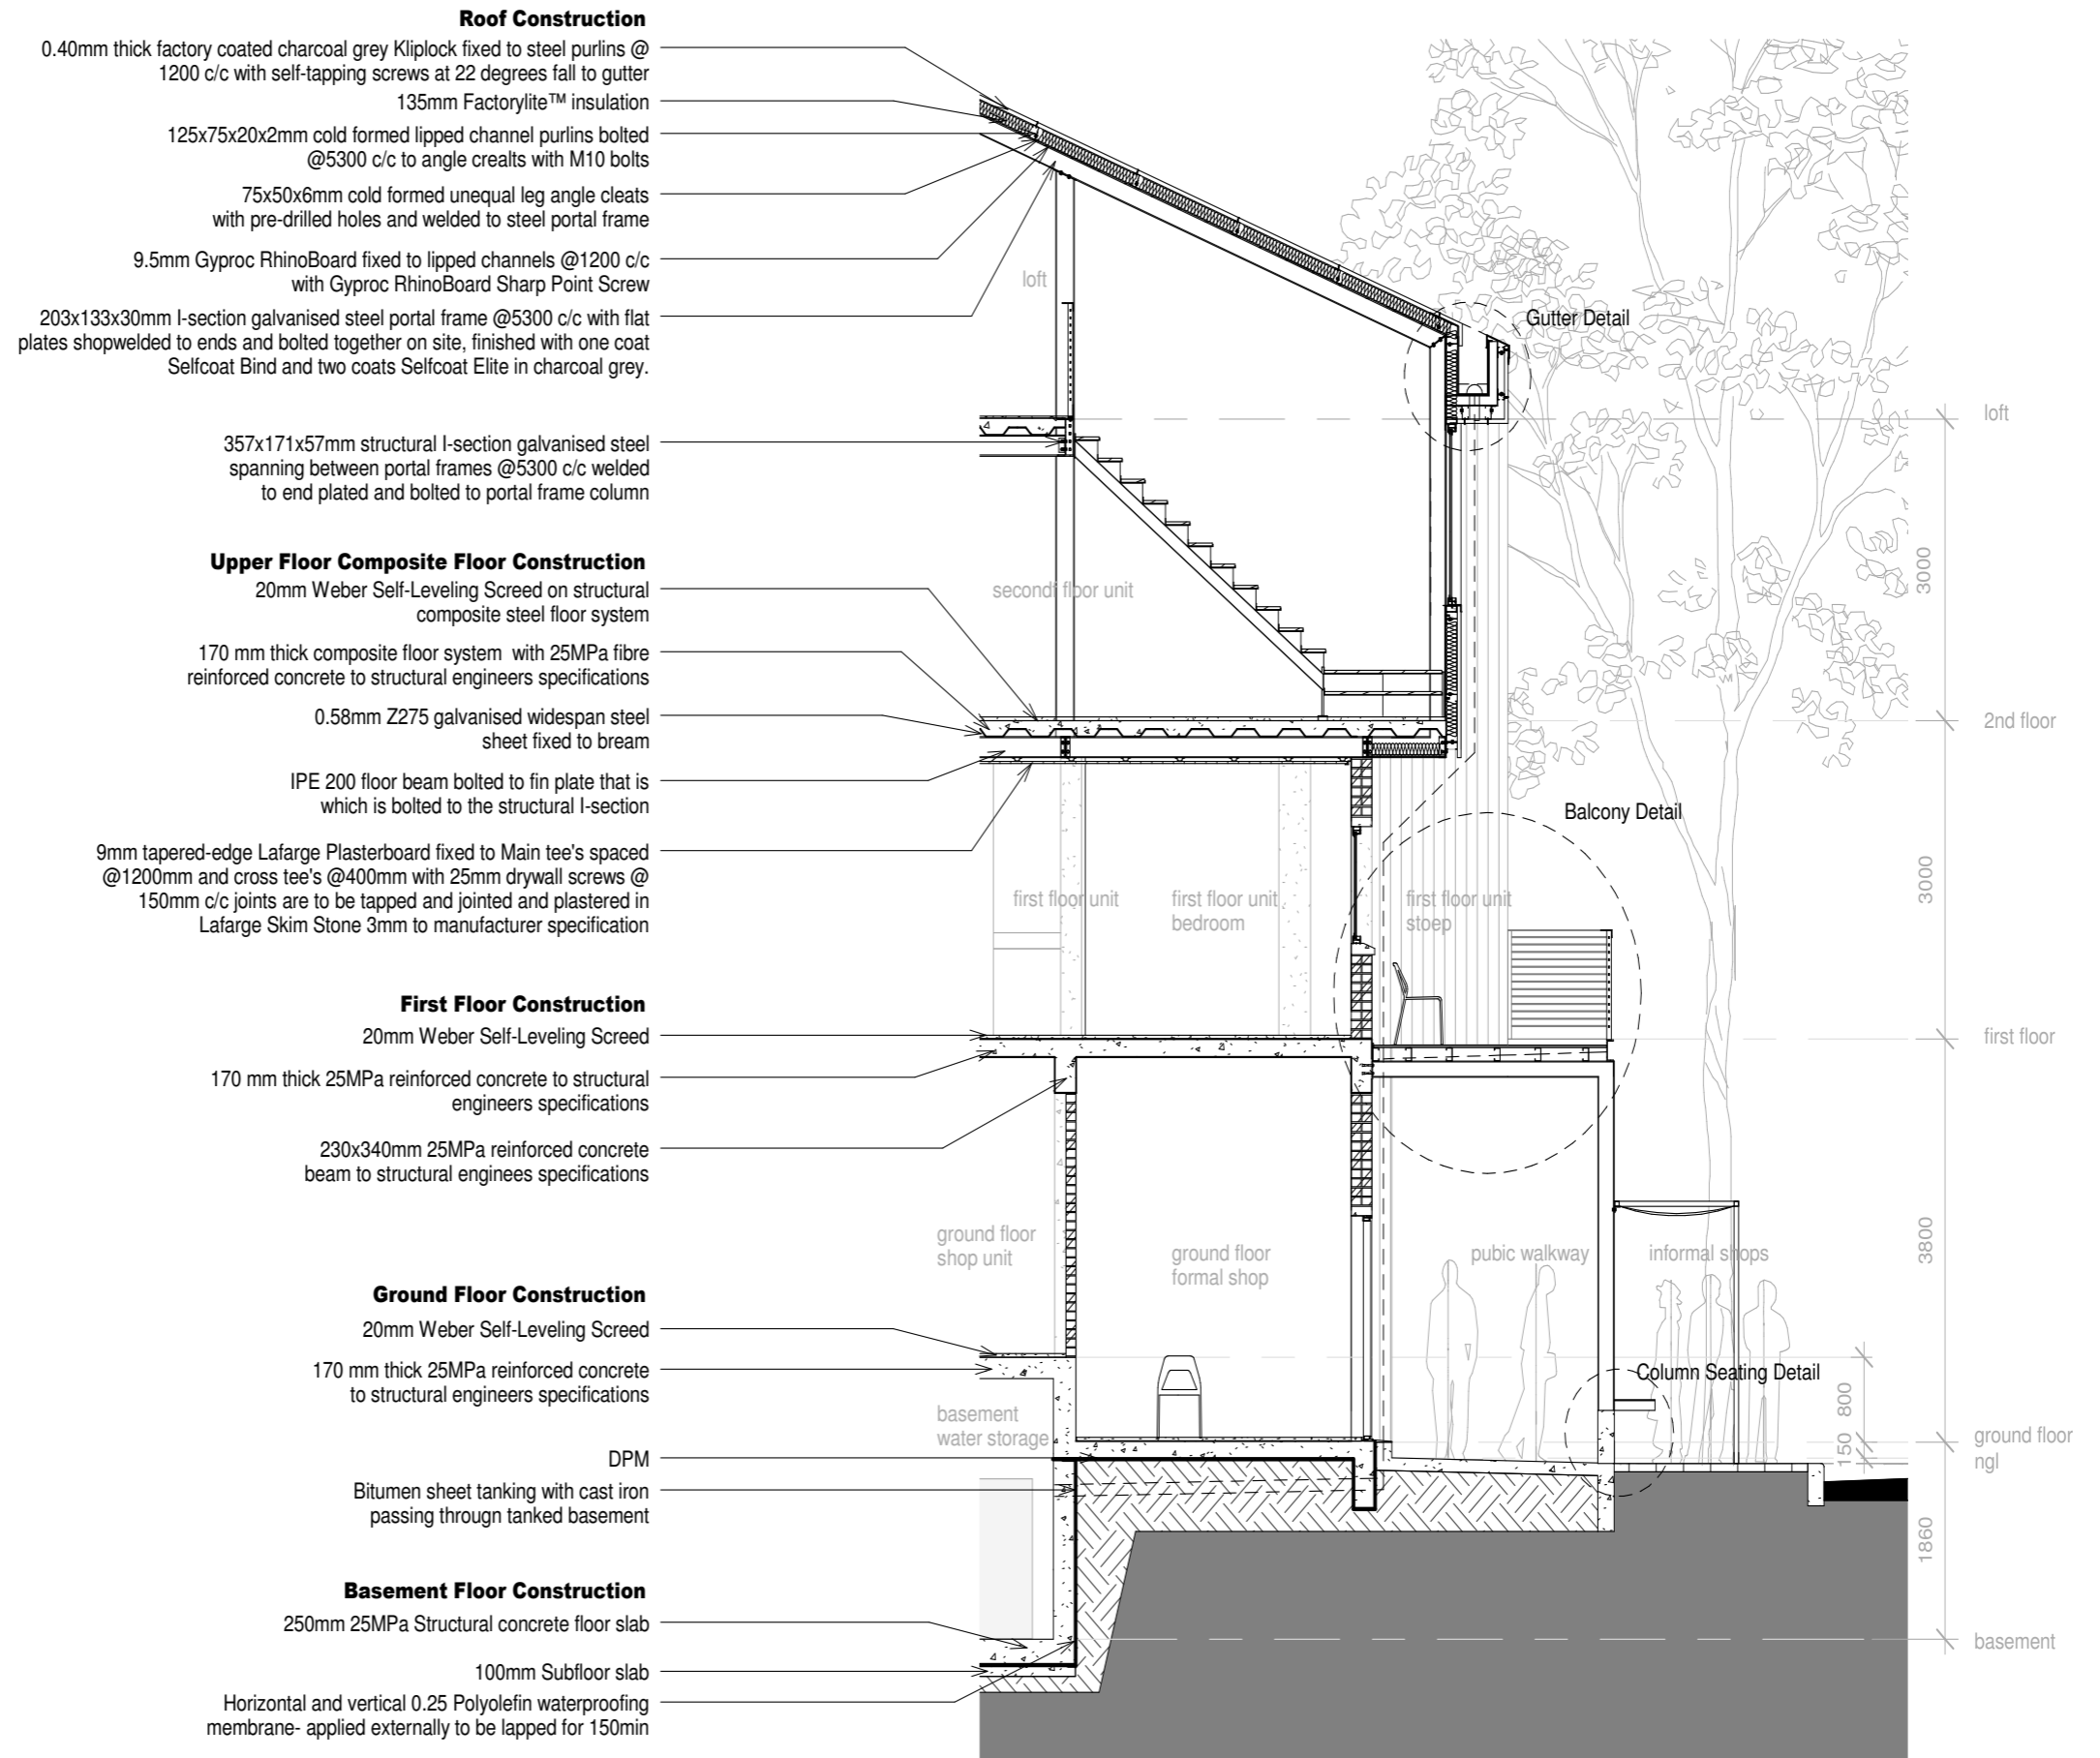 Roof Construction
0.40mm thick factory coated charcoal grey Kliplock fixed to steel purlins @
1200 c/c with self-tapping screws at 22 degrees fall to gutter
135mm Factorylite™ insulation
125x75x20x2mm cold formed lipped channel purlins bolted
@5300 c/c to angle crealts with M10 bolts
75x50x6mm cold formed unequal leg angle cleats
with pre-drilled holes and welded to steel portal frame
9.5mm Gyproc RhinoBoard fixed to lipped channels @1200 c/c
with Gyproc RhinoBoard Sharp Point Screw
203x133x30mm I-section galvanised steel portal frame @5300 c/c with flat
plates shopwelded to ends and bolted together on site, finished with one coat
Selfcoat Bind and two coats Selfcoat Elite in charcoal grey.
357x171x57mm structural I-section galvanised steel
spanning between portal frames @5300 c/c welded
to end plated and bolted to portal frame column
Upper Floor Composite Floor Construction
20mm Weber Self-Leveling Screed on structural
composite steel floor system
170 mm thick composite floor system with 25MPa fibre
reinforced concrete to structural engineers specifications
0.58mm Z275 galvanised widespan steel
sheet fixed to bream
IPE 200 floor beam bolted to fin plate that is
which is bolted to the structural I-section
9mm tapered-edge Lafarge Plasterboard fixed to Main tee's spaced
@1200mm and cross tee's @400mm with 25mm drywall screws @
150mm c/c joints are to be tapped and jointed and plastered in
Lafarge Skim Stone 3mm to manufacturer specification
First Floor Construction
20mm Weber Self-Leveling Screed
170 mm thick 25MPa reinforced concrete to structural
engineers specifications
230x340mm 25MPa reinforced concrete
beam to structural enginees specifications
Ground Floor Construction
20mm Weber Self-Leveling Screed
170 mm thick 25MPa reinforced concrete
to structural engineers specifications
DPM
Bitumen sheet tanking with cast iron
passing througn tanked basement
Basement Floor Construction
250mm 25MPa Structural concrete floor slab
100mm Subfloor slab
Horizontal and vertical 0.25 Polyolefin waterproofing
membrane- applied externally to be lapped for 150min
loft
secondt floor unit
first floor unit
first floor unit
bedroom
first floor unit
stoep
ground floor
shop unit
ground floor
formal shop
pubic walkway
informal shops
basement
water storage
Gutter Detail
Balcony Detail
Column Seating Detail
loft
3000
2nd floor
3000
first floor
3800
800
150
ground floor
ngl
1860
basement